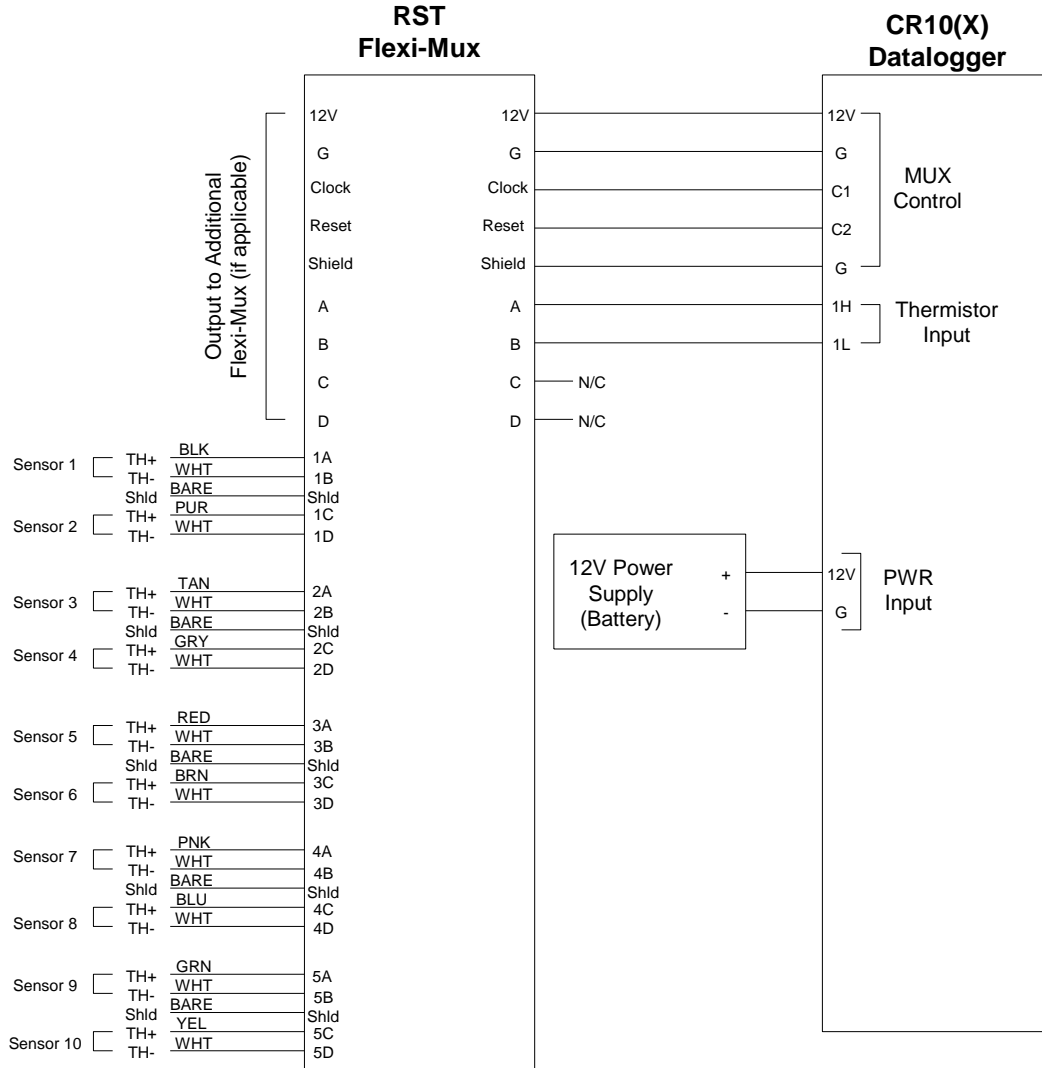 RST
Flexi-Mux
CR10(X)
Datalogger
Output to Additional
Flexi-Mux (if applicable)
12V 12V 12V
G G G
Clock Clock C1
Reset Reset C2
Shield Shield G
MUX
Control
A A 1H
B B 1L
Thermistor
Input
C C N/C
D D N/C
Sensor 1 TH+ BLK 1A
TH- WHT 1B
Shld BARE Shld
Sensor 2 TH+ PUR 1C
TH- WHT 1D
Sensor 3 TH+ TAN 2A
TH- WHT 2B
Shld BARE Shld
Sensor 4 TH+ GRY 2C
TH- WHT 2D
12V Power
Supply
(Battery)
+ 12V
- G
PWR
Input
Sensor 5 TH+ RED 3A
TH- WHT 3B
Shld BARE Shld
Sensor 6 TH+ BRN 3C
TH- WHT 3D
Sensor 7 TH+ PNK 4A
TH- WHT 4B
Shld BARE Shld
Sensor 8 TH+ BLU 4C
TH- WHT 4D
Sensor 9 TH+ GRN 5A
TH- WHT 5B
Shld BARE Shld
Sensor 10 TH+ YEL 5C
TH- WHT 5D